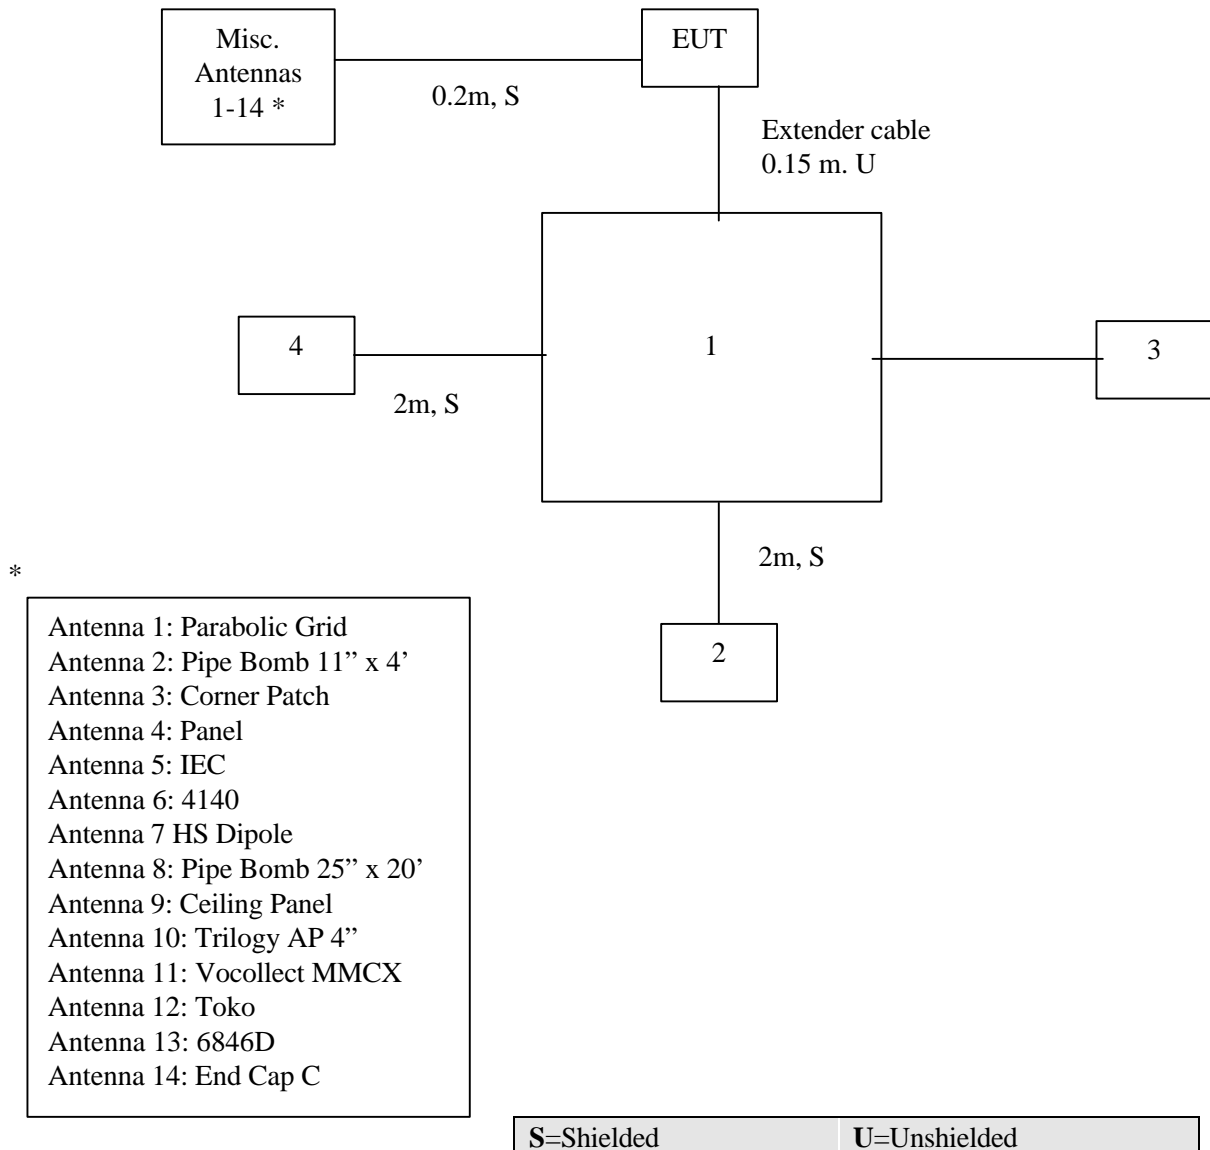 Misc.
Antennas
1-14 *
EUT
0.2m, S
Extender cable
0.15 m. U
4
1
3
2m, S
2m, S
2
*
Antenna 1: Parabolic Grid
Antenna 2: Pipe Bomb 11” x 4’
Antenna 3: Corner Patch
Antenna 4: Panel
Antenna 5: IEC
Antenna 6: 4140
Antenna 7 HS Dipole
Antenna 8: Pipe Bomb 25” x 20’
Antenna 9: Ceiling Panel
Antenna 10: Trilogy AP 4”
Antenna 11: Vocollect MMCX
Antenna 12: Toko
Antenna 13: 6846D
Antenna 14: End Cap C
S=Shielded U=Unshielded